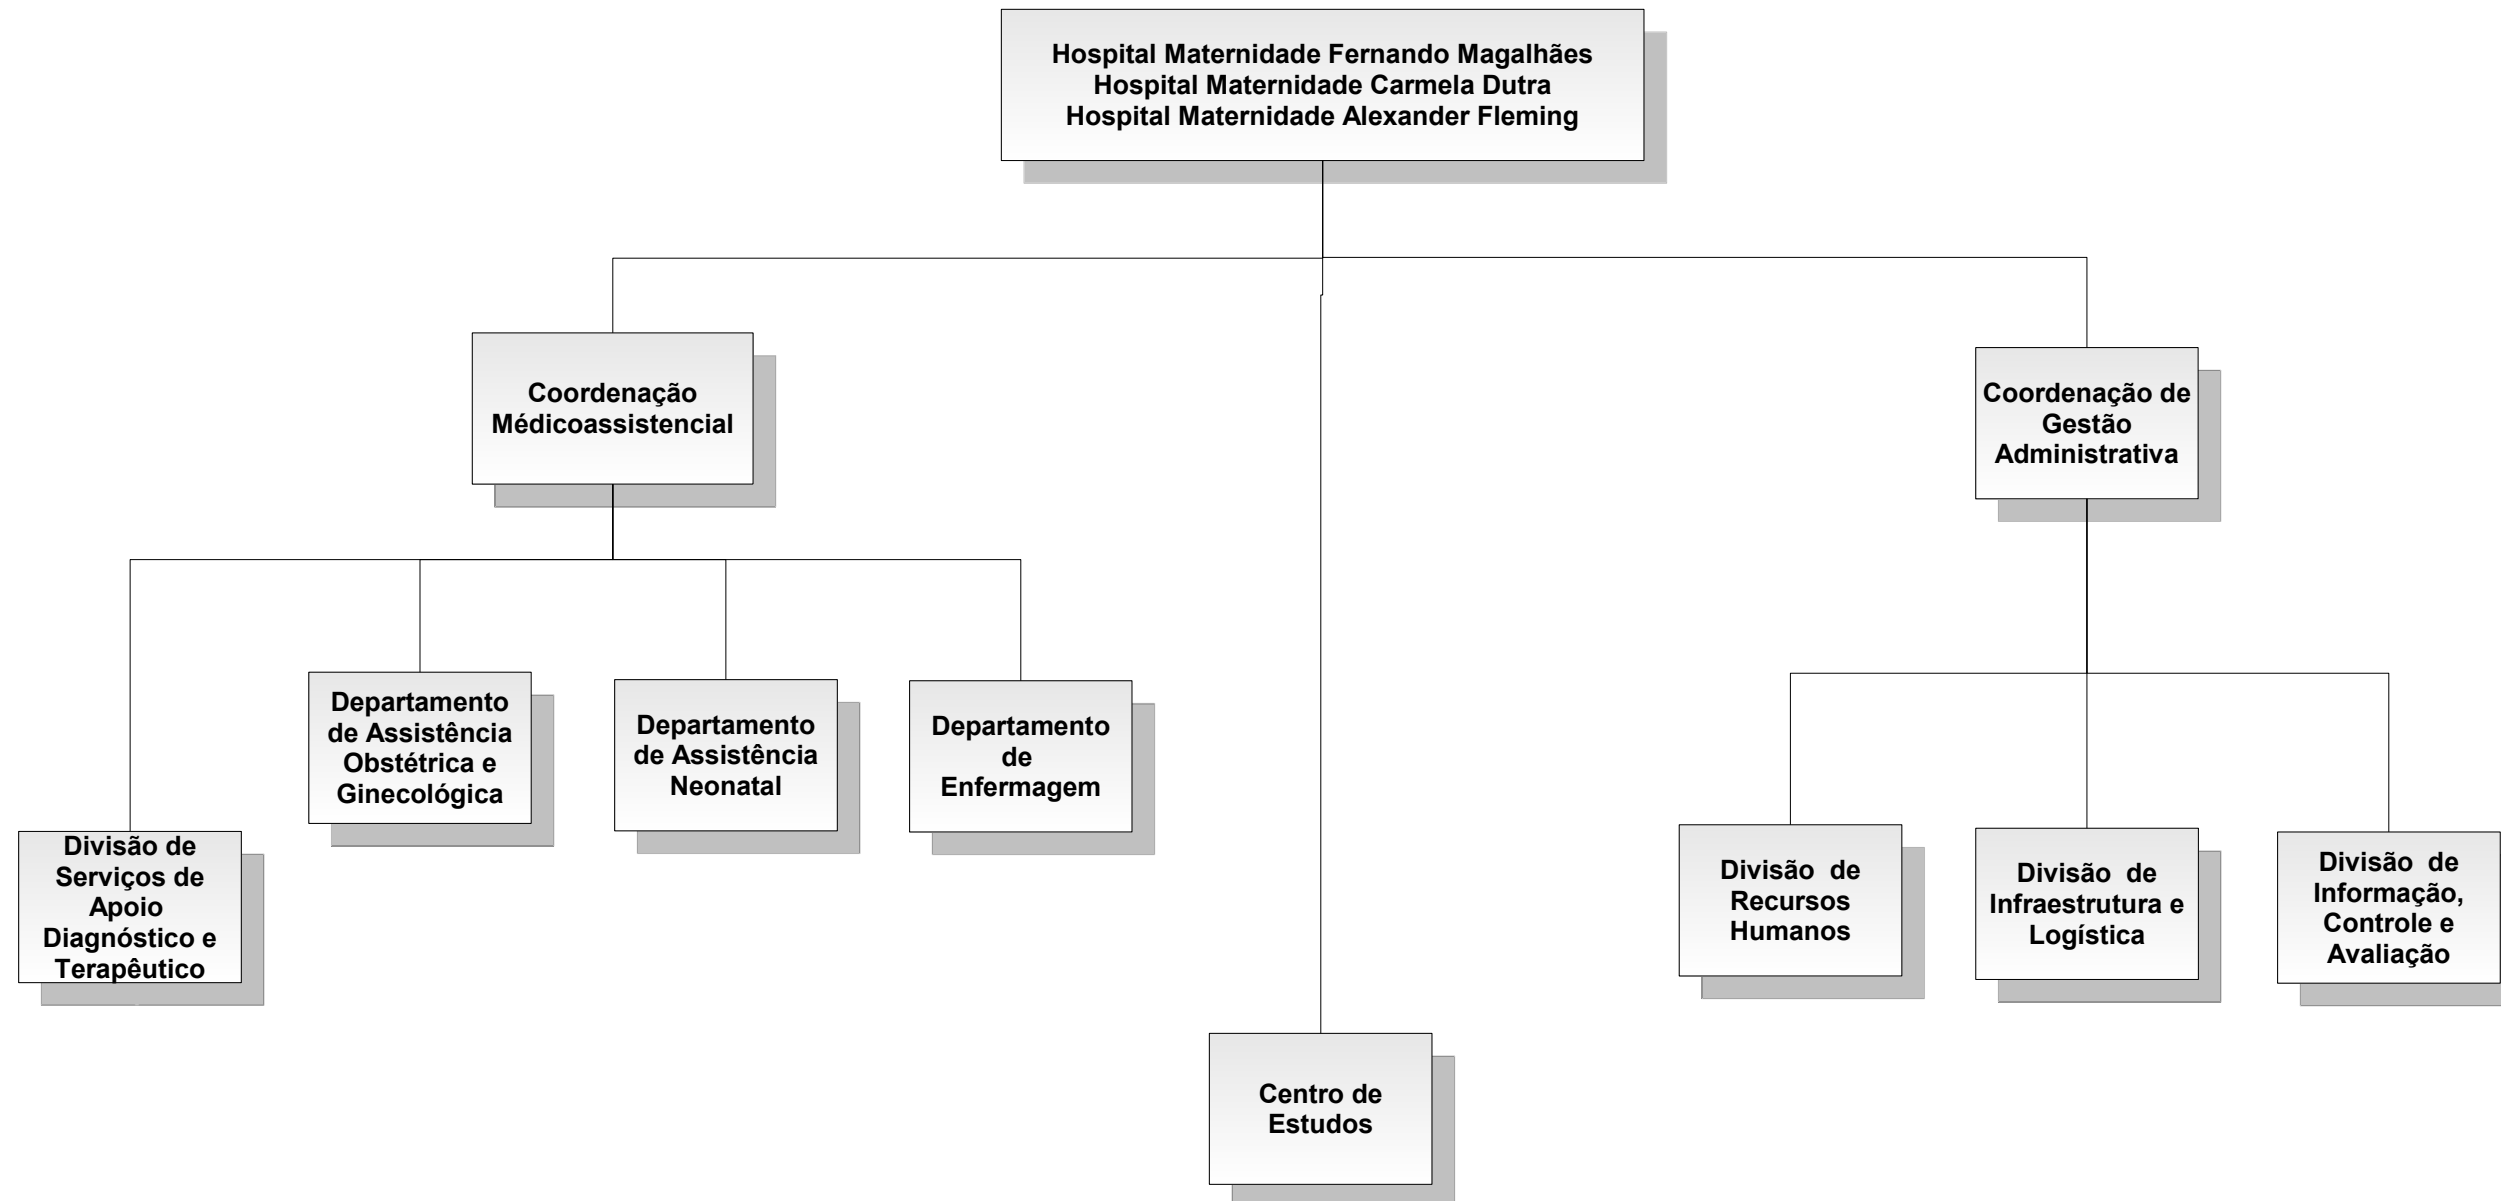 Hospital Maternidade Fernando Magalhães
Hospital Maternidade Carmela Dutra
Hospital Maternidade Alexander Fleming
Coordenação
Médicoassistencial
Coordenação de
Gestão
Administrativa
Divisão de
Serviços de
Apoio
Diagnóstico e
Terapêutico
Departamento
de Assistência
Obstétrica e
Ginecológica
Departamento
de Assistência
Neonatal
Departamento
de
Enfermagem
Centro de
Estudos
Divisão de
Recursos
Humanos
Divisão de
Infraestrutura e
Logística
Divisão de
Informação,
Controle e
Avaliação